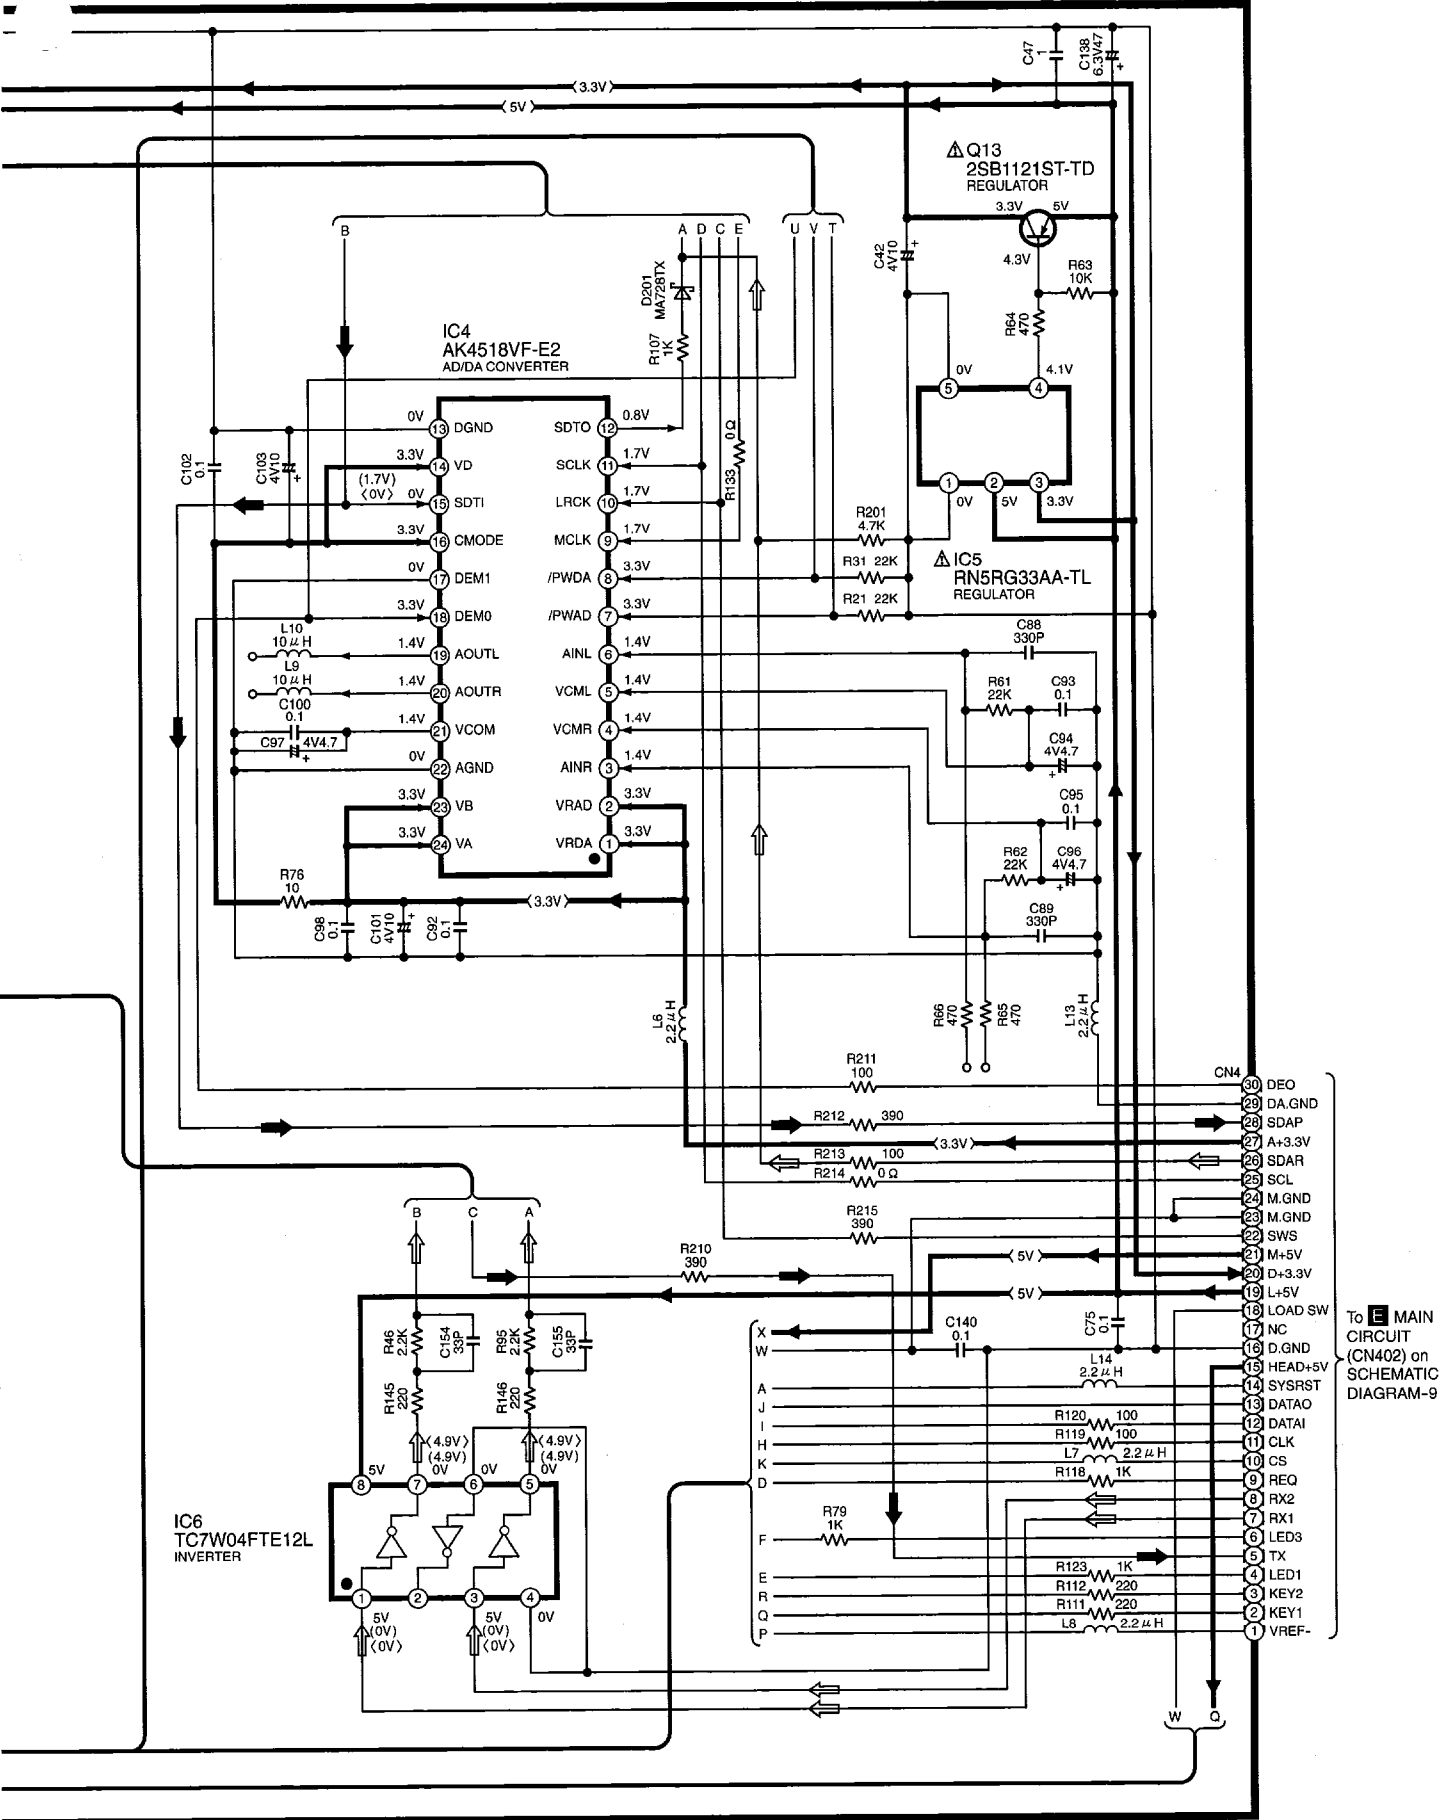 C47
1
C138
6.3V47
+
(3.3V)
(5V)
⚠ Q13
2SB1121ST-TD
REGULATOR
3.3V
5V
4.3V
C42
4V10
+
R63
10K
R64
470
B
A D C E
U V T
D201
MA728TX
R107
1K
IC4
AK4518VF-E2
AD/DA CONVERTER
0V
5
4
4.1V
1
2
3
0V
5V
3.3V
⚠ IC5
RN5RG33AA-TL
REGULATOR
C102
0.1
C103
4V10
+
0V
13 DGND
3.3V
14 VD
(1.7V)
〈0V〉
0V
15 SDTI
3.3V
16 CMODE
0V
17 DEM1
3.3V
18 DEM0
1.4V
19 AOUTL
1.4V
20 AOUTR
1.4V
21 VCOM
0V
22 AGND
3.3V
23 VB
3.3V
24 VA
SDTO 12
0.8V
SCLK 11
1.7V
LRCK 10
1.7V
MCLK 9
1.7V
/PWDA 8
3.3V
/PWAD 7
3.3V
AINL 6
1.4V
VCML 5
1.4V
VCMR 4
1.4V
AINR 3
1.4V
VRAD 2
3.3V
VRDA 1
3.3V
R133 0Ω
R201
4.7K
R31 22K
R21 22K
L10
10μH
L9
10μH
C100
0.1
C97
4V4.7
+
C88
330P
R61
22K
C93
0.1
C94
4V4.7
+
C95
0.1
R62
22K
C96
4V4.7
+
C89
330P
R76
10
C98
0.1
C101
4V10
+
C92
0.1
(3.3V)
L6
2.2μH
R66
470
R65
470
L13
2.2μH
R211
100
R212 390
(3.3V)
R213 100
R214 0Ω
R215
390
R210
390
(5V)
(5V)
CN4
30 DEO
29 DA.GND
28 SDAP
27 A+3.3V
26 SDAR
25 SCL
24 M.GND
23 M.GND
22 SWS
21 M+5V
20 D+3.3V
19 L+5V
18 LOAD SW
17 NC
16 D.GND
15 HEAD+5V
14 SYSRST
13 DATAO
12 DATAI
11 CLK
10 CS
9 REQ
8 RX2
7 RX1
6 LED3
5 TX
4 LED1
3 KEY2
2 KEY1
1 VREF-
To E MAIN
CIRCUIT
(CN402) on
SCHEMATIC
DIAGRAM-9
B C A
R46
2.2K
C154
33P
R95
2.2K
C155
33P
R145
220
R146
220
〈4.9V〉
(4.9V)
0V
〈4.9V〉
(4.9V)
0V
5V
0V
8 7 6 5
IC6
TC7W04FTE12L
INVERTER
1 2 3 4
5V
(0V)
〈0V〉
5V
(0V)
〈0V〉
0V
X
W
A
J
I
H
K
D
F
E
R
Q
P
C140
0.1
C75
0.1
L14
2.2μH
R120 100
R119 100
L7 2.2μH
R118 1K
R79
1K
R123 1K
R112 220
R111 220
L8 2.2μH
W Q